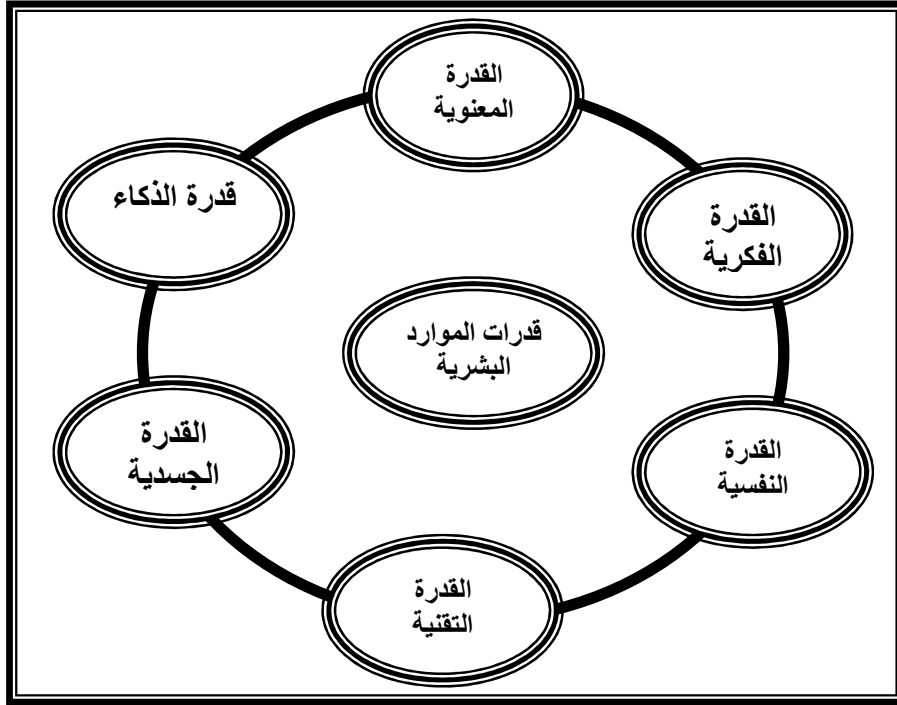 القدرة
المعنوية
القدرة
الفكرية
قدرة الذكاء
قدرات الموارد
البشرية
القدرة
النفسية
القدرة
الجسدية
القدرة
التقنية